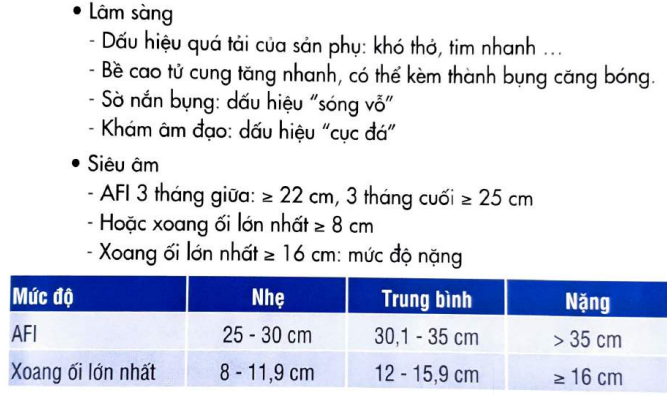 • Lâm sàng
- Dấu hiệu quá tải của sản phụ: khó thở, tim nhanh ...
- Bề cao tử cung tăng nhanh, có thể kèm thành bụng căng bóng.
- Sờ nắn bụng: dấu hiệu “sóng vỗ”
- Khám âm đạo: dấu hiệu “cục đá”
• Siêu âm
- AFI 3 tháng giữa: ≥ 22 cm, 3 tháng cuối ≥ 25 cm
- Hoặc xoang ối lớn nhất ≥ 8 cm
- Xoang ối lớn nhất ≥ 16 cm: mức độ nặng
Mức độ Nhẹ Trung bình Nặng
AFI 25 - 30 cm 30,1 - 35 cm > 35 cm
Xoang ối lớn nhất 8 - 11,9 cm 12 - 15,9 cm ≥ 16 cm